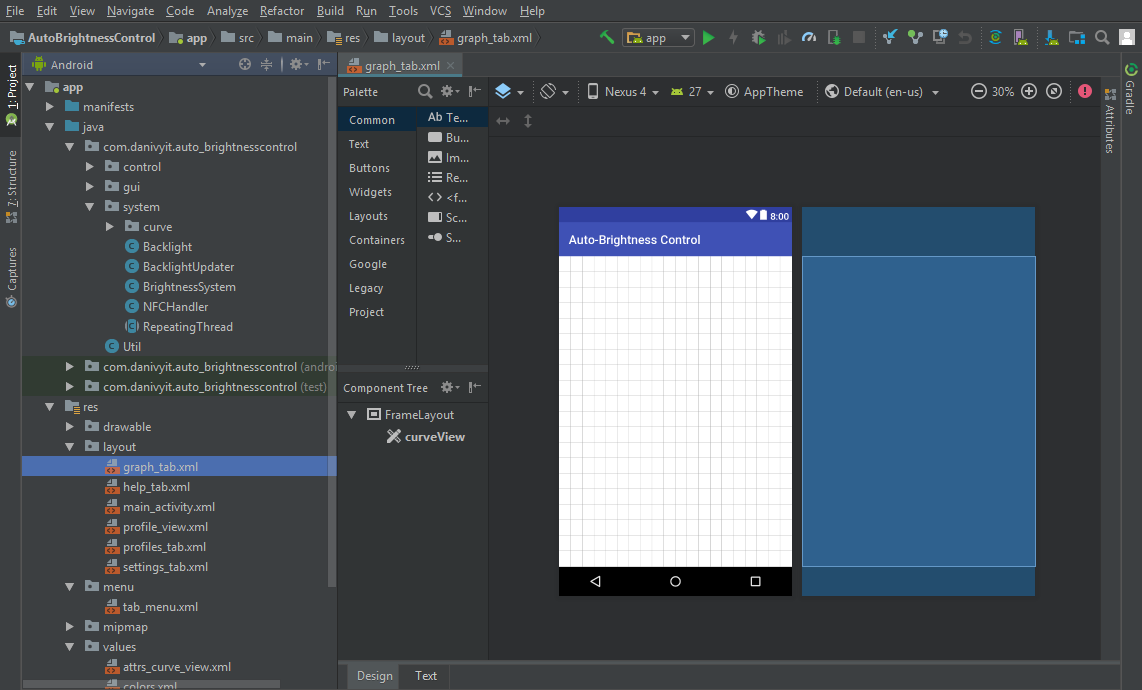 File Edit View Navigate Code Analyze Refactor Build Run Tools VCS Window Help
AutoBrightnessControl app src main res layout graph_tab.xml app
1: Project
Z: Structure
Captures
Android
app
manifests
java
com.danivyit.auto_brightnesscontrol
control
gui
system
curve
Backlight
BacklightUpdater
BrightnessSystem
NFCHandler
RepeatingThread
Util
com.danivyit.auto_brightnesscontrol (androi
com.danivyit.auto_brightnesscontrol (test)
res
drawable
layout
graph_tab.xml
help_tab.xml
main_activity.xml
profile_view.xml
profiles_tab.xml
settings_tab.xml
menu
tab_menu.xml
mipmap
values
attrs_curve_view.xml
colors.xml
graph_tab.xml
Palette
Common
Text
Buttons
Widgets
Layouts
Containers
Google
Legacy
Project
Ab Te...
Bu...
Im...
Re...
<> <f...
Sc...
S...
Component Tree
FrameLayout
curveView
Nexus 4 27 AppTheme Default (en-us) 30%
8:00
Auto-Brightness Control
Design Text
Gradle
Attributes